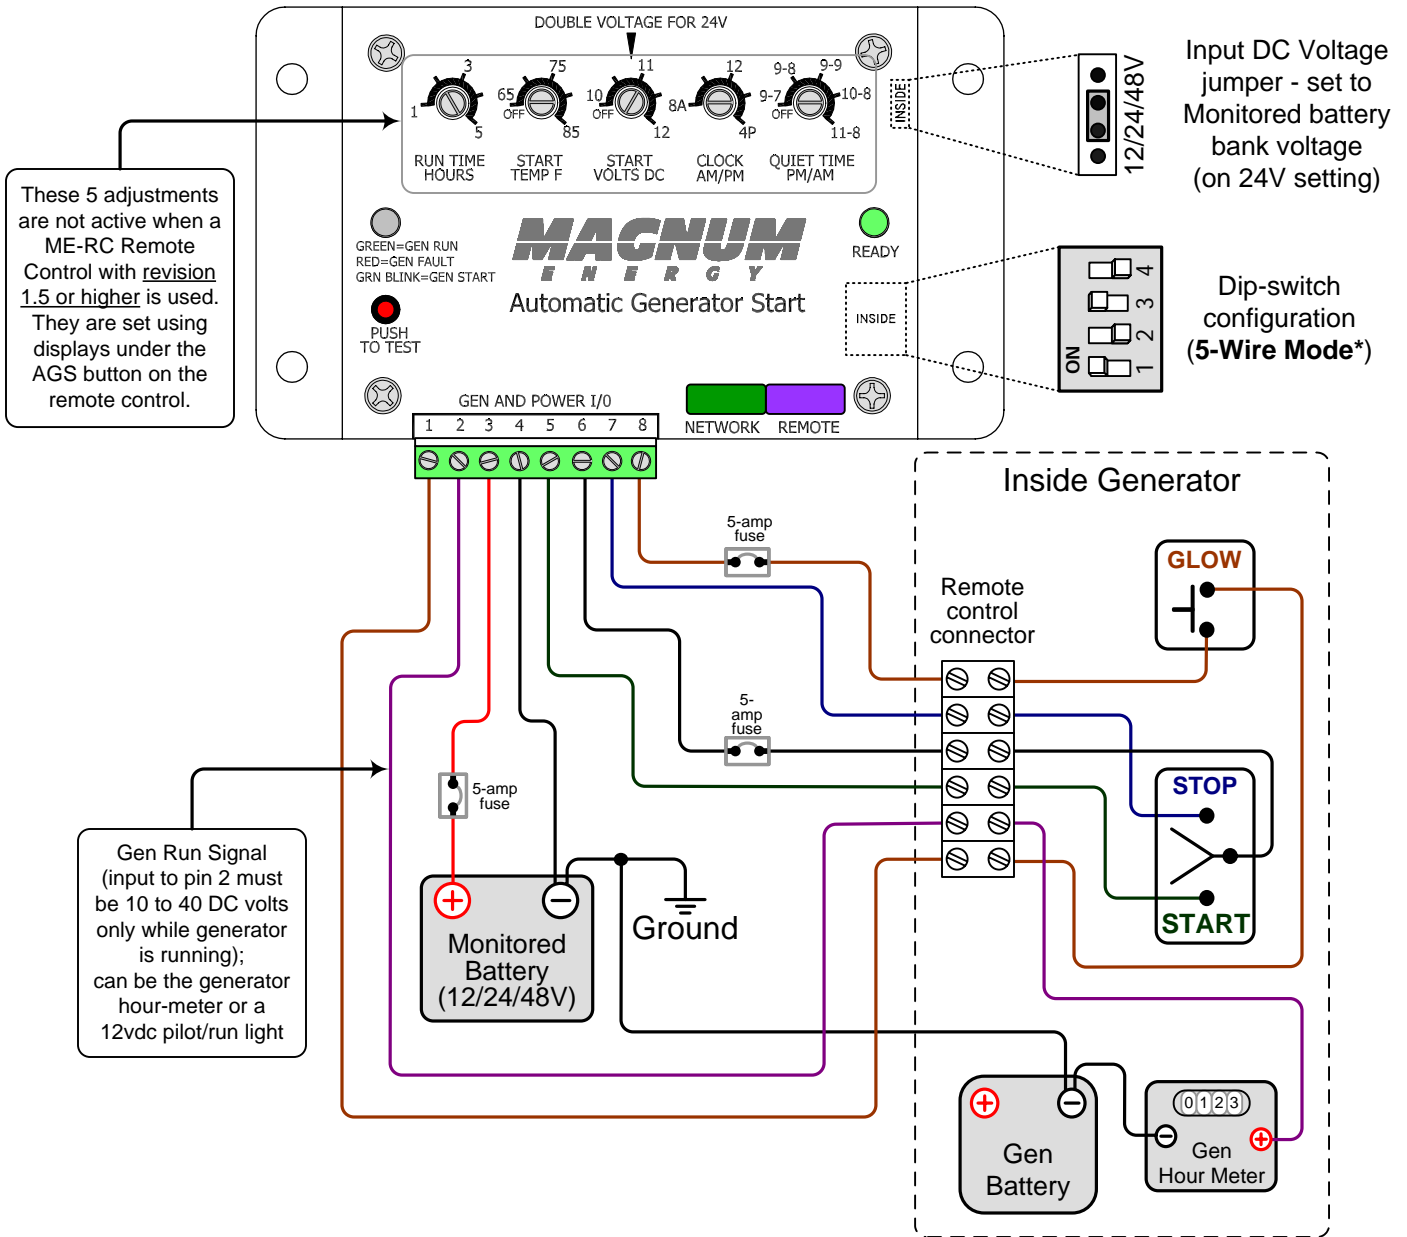 DOUBLE VOLTAGE FOR 24V
1
3
5
65
75
85
OFF
10
11
12
OFF
8A
12
4P
9-7
9-8
9-9
10-8
11-8
OFF
RUN TIME
HOURS
START
TEMP F
START
VOLTS DC
CLOCK
AM/PM
QUIET TIME
PM/AM
INSIDE
12/24/48V
Input DC Voltage
jumper - set to
Monitored battery
bank voltage
(on 24V setting)
These 5 adjustments
are not active when a
ME-RC Remote
Control with revision
1.5 or higher is used.
They are set using
displays under the
AGS button on the
remote control.
GREEN=GEN RUN
RED=GEN FAULT
GRN BLINK=GEN START
PUSH
TO TEST
MAGNUM
ENERGY
Automatic Generator Start
READY
INSIDE
ON
1
2
3
4
Dip-switch
configuration
(5-Wire Mode*)
GEN AND POWER I/0
1 2 3 4 5 6 7 8
NETWORK
REMOTE
Inside Generator
5-amp
fuse
GLOW
Remote
control
connector
5-
amp
fuse
5-amp
fuse
STOP
START
Gen Run Signal
(input to pin 2 must
be 10 to 40 DC volts
only while generator
is running);
can be the generator
hour-meter or a
12vdc pilot/run light
+
−
Monitored
Battery
(12/24/48V)
Ground
+
−
Gen
Battery
0123
−
+
Gen
Hour Meter